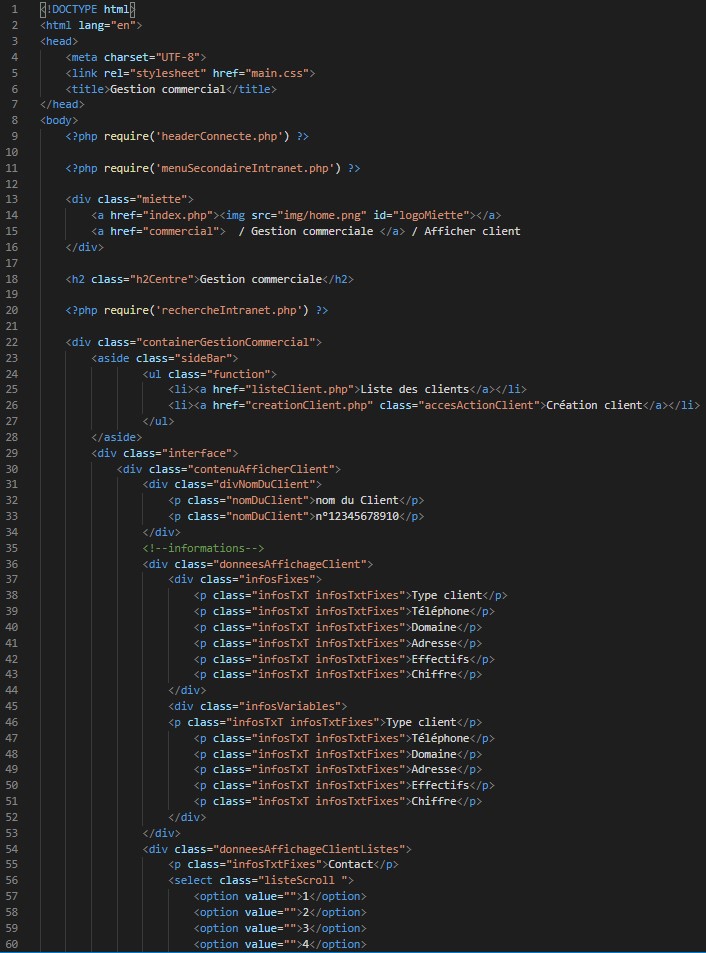 1 <!DOCTYPE html>
2 <html lang="en">
3 <head>
4 <meta charset="UTF-8">
5 <link rel="stylesheet" href="main.css">
6 <title>Gestion commercial</title>
7 </head>
8 <body>
9 <?php require('headerConnecte.php') ?>
10
11 <?php require('menuSecondaireIntranet.php') ?>
12
13 <div class="miette">
14 <a href="index.php"><img src="img/home.png" id="logoMiette"></a>
15 <a href="commercial">  / Gestion commerciale </a> / Afficher client
16 </div>
17
18 <h2 class="h2Centre">Gestion commerciale</h2>
19
20 <?php require('rechercheIntranet.php') ?>
21
22 <div class="containerGestionCommercial">
23 <aside class="sideBar">
24 <ul class="function">
25 <li><a href="listeClient.php">Liste des clients</a></li>
26 <li><a href="creationClient.php" class="accesActionClient">Création client</a></li>
27 </ul>
28 </aside>
29 <div class="interface">
30 <div class="contenuAfficherClient">
31 <div class="divNomDuClient">
32 <p class="nomDuClient">nom du Client</p>
33 <p class="nomDuClient">n°12345678910</p>
34 </div>
35 <!--informations-->
36 <div class="donneesAffichageClient">
37 <div class="infosFixes">
38 <p class="infosTxT infosTxtFixes">Type client</p>
39 <p class="infosTxT infosTxtFixes">Téléphone</p>
40 <p class="infosTxT infosTxtFixes">Domaine</p>
41 <p class="infosTxT infosTxtFixes">Adresse</p>
42 <p class="infosTxT infosTxtFixes">Effectifs</p>
43 <p class="infosTxT infosTxtFixes">Chiffre</p>
44 </div>
45 <div class="infosVariables">
46 <p class="infosTxT infosTxtFixes">Type client</p>
47 <p class="infosTxT infosTxtFixes">Téléphone</p>
48 <p class="infosTxT infosTxtFixes">Domaine</p>
49 <p class="infosTxT infosTxtFixes">Adresse</p>
50 <p class="infosTxT infosTxtFixes">Effectifs</p>
51 <p class="infosTxT infosTxtFixes">Chiffre</p>
52 </div>
53 </div>
54 <div class="donneesAffichageClientListes">
55 <p class="infosTxtFixes">Contact</p>
56 <select class="listeScroll ">
57 <option value="">1</option>
58 <option value="">2</option>
59 <option value="">3</option>
60 <option value="">4</option>